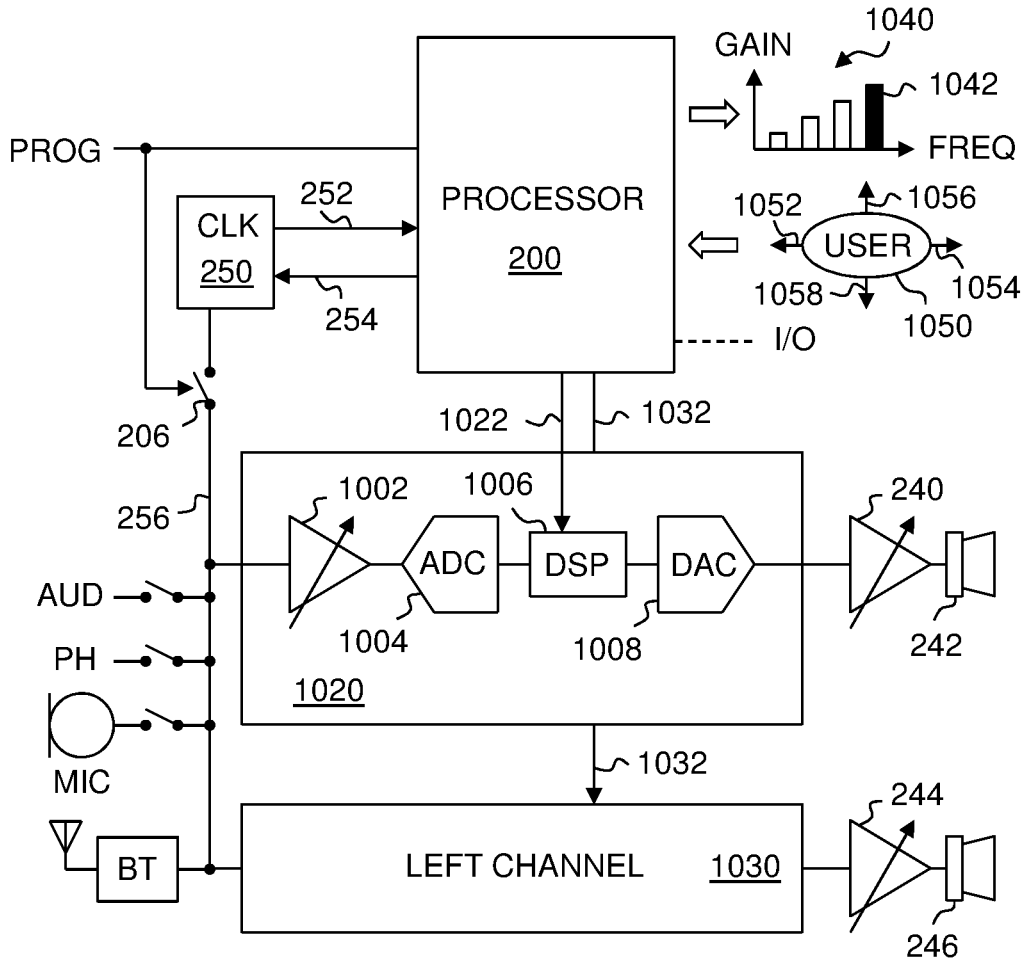 1040
GAIN
1042
FREQ
PROG
PROCESSOR
200
252
CLK
250
254
1052
1056
USER
1058
1054
1050
I/O
206
1022
1032
256
1002
1006
240
ADC
DSP
DAC
AUD
1004
1008
242
PH
1020
MIC
1032
244
BT
LEFT CHANNEL
1030
246